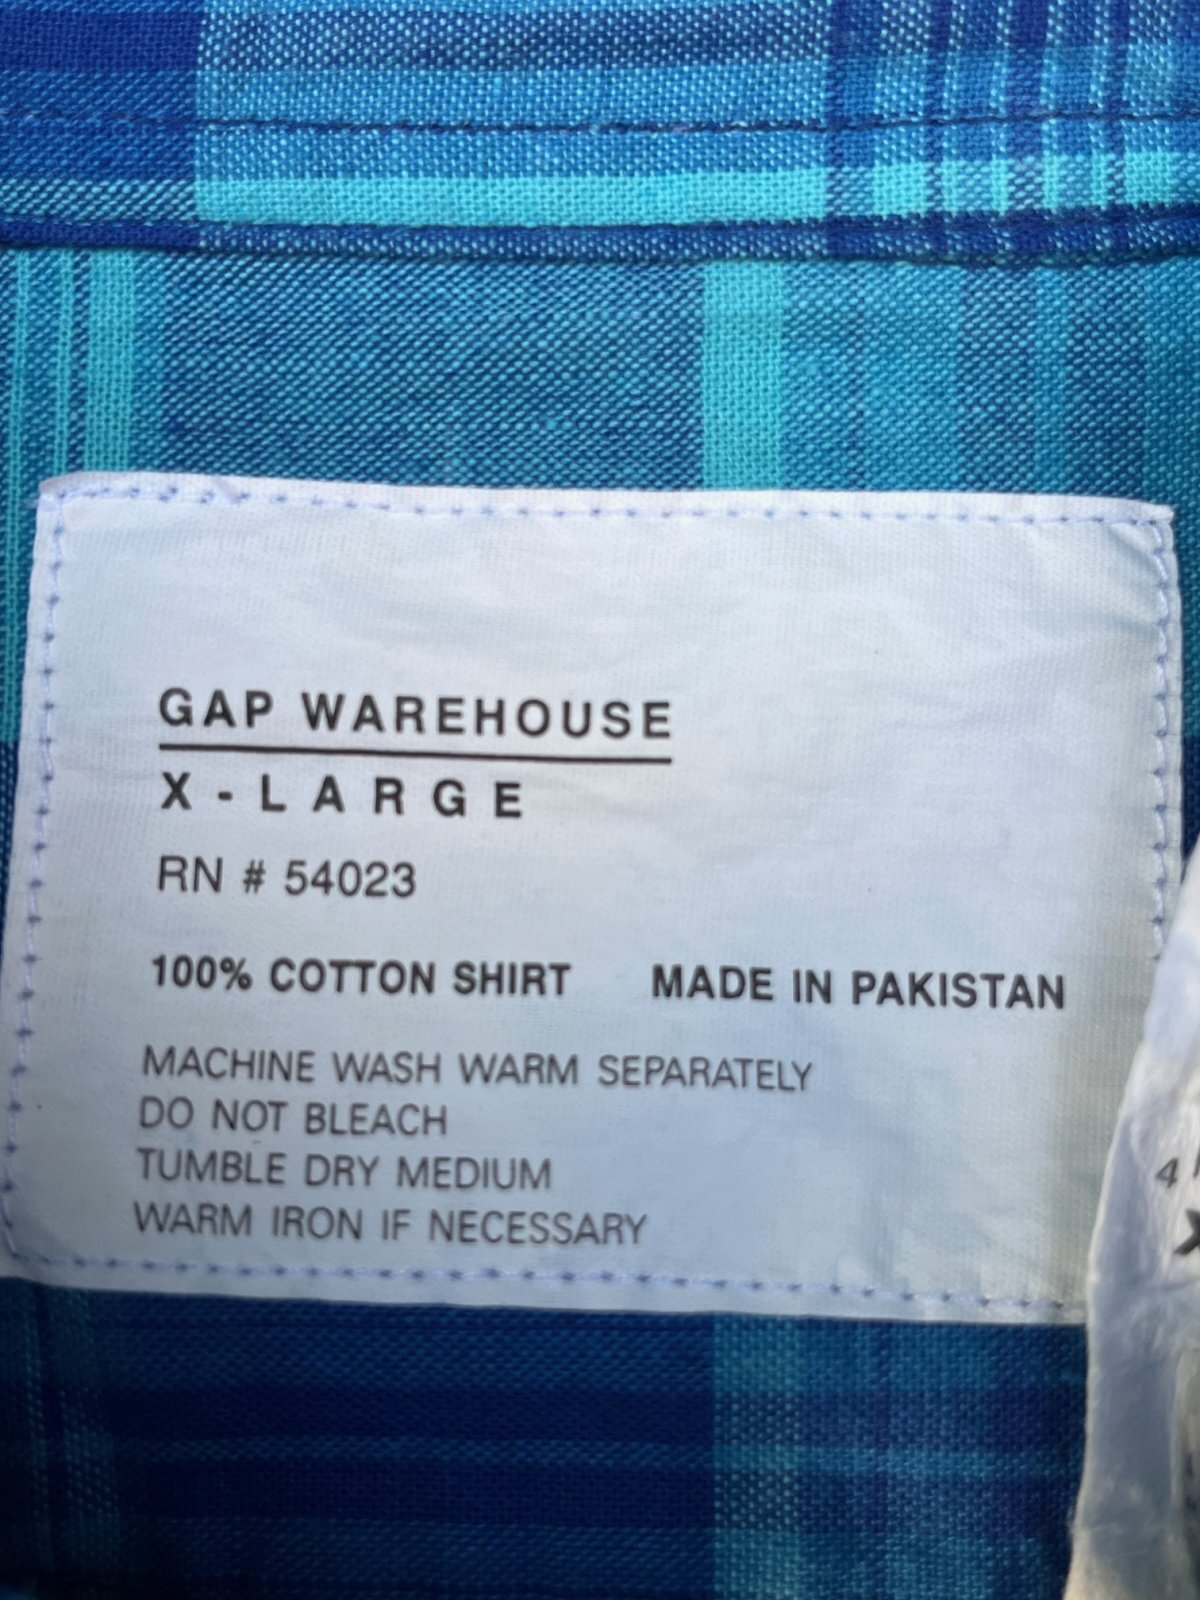 GAP WAREHOUSE
X - LARGE
RN # 54023
100% COTTON SHIRT MADE IN PAKISTAN
MACHINE WASH WARM SEPARATELY
DO NOT BLEACH
TUMBLE DRY MEDIUM
WARM IRON IF NECESSARY
4